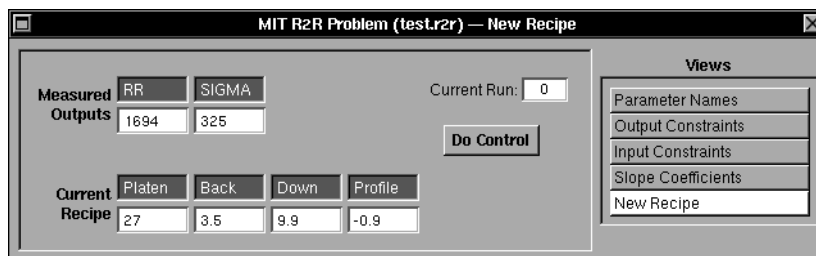 MIT R2R Problem (test.r2r) — New Recipe
Measured Outputs
RR SIGMA
1694 325
Current Run: 0
Do Control
Current Recipe
Platen Back Down Profile
27 3.5 9.9 -0.9
Views
Parameter Names
Output Constraints
Input Constraints
Slope Coefficients
New Recipe